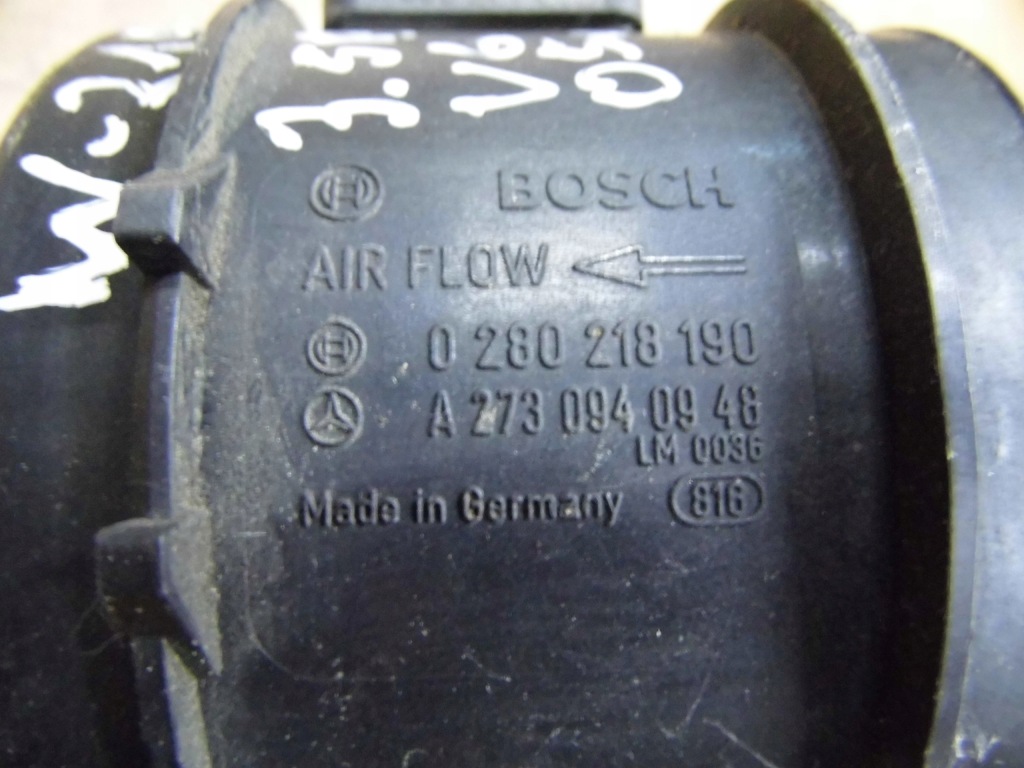 BOSCH
AIR FLOW
0 280 218 190
A 273 094 09 48
LM 0036
Made in Germany 816